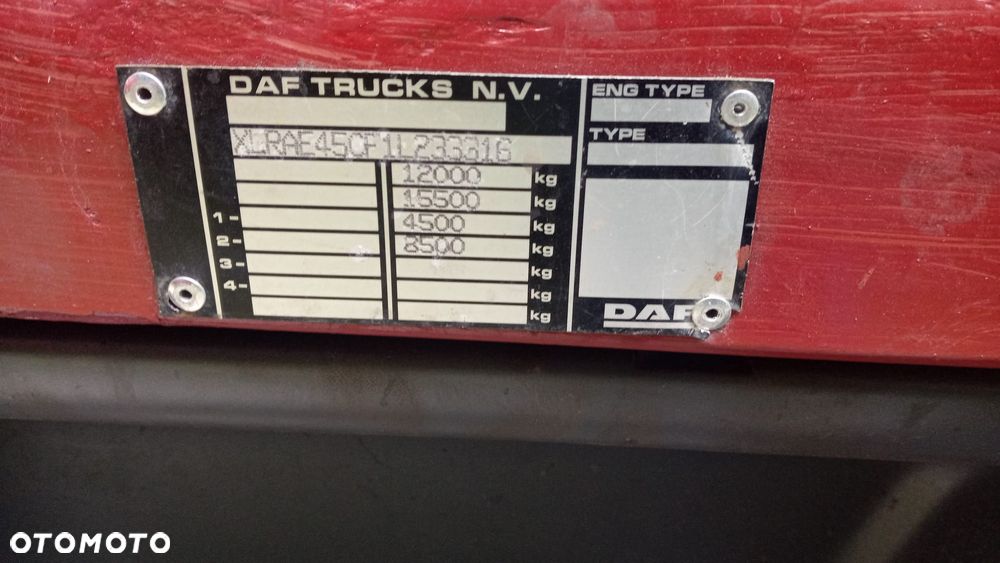 DAF TRUCKS N.V.
ENG TYPE
TYPE
XLRAE45CF1L233316
12000 kg
15500 kg
1- 4500 kg
2- 8500 kg
3- kg
4- kg
kg
DAF
OTOMOTO